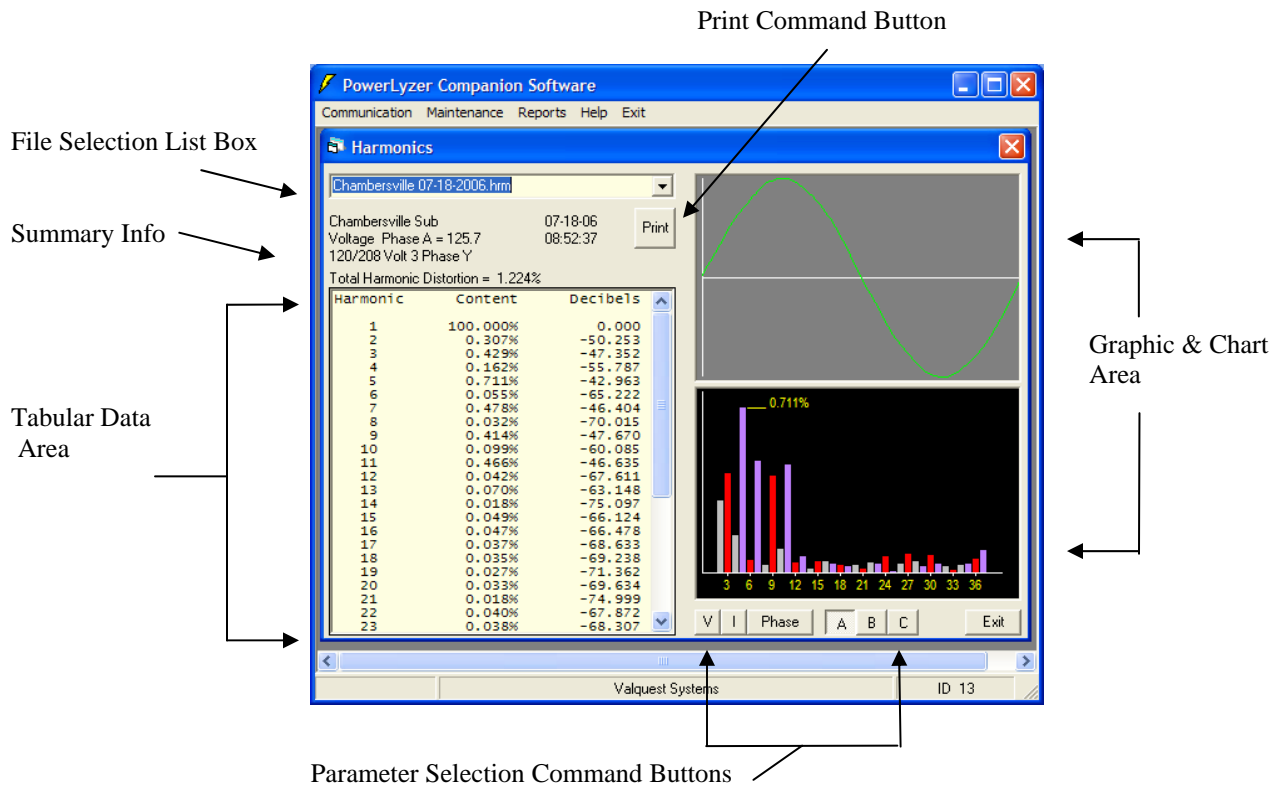 Print Command Button
PowerLyzer Companion Software
Communication Maintenance Reports Help Exit
File Selection List Box
Harmonics
Chambersville 07-18-2006.hrm
Summary Info
Chambersville Sub 07-18-06
Voltage Phase A = 125.7 08:52:37
Print
120/208 Volt 3 Phase Y
Total Harmonic Distortion = 1.224%
Harmonic Content Decibels
1 100.000% 0.000
2 0.307% -50.253
3 0.429% -47.352
4 0.162% -55.787
5 0.711% -42.963
6 0.055% -65.222
7 0.478% -46.404
8 0.032% -70.015
9 0.414% -47.670
10 0.099% -60.085
11 0.466% -46.635
12 0.042% -67.611
13 0.070% -63.148
14 0.018% -75.097
15 0.049% -66.124
16 0.047% -66.478
17 0.037% -68.633
18 0.035% -69.238
19 0.027% -71.362
20 0.033% -69.634
21 0.018% -74.999
22 0.040% -67.872
23 0.038% -68.307
Tabular Data
Area
Graphic & Chart
Area
0.711%
3 6 9 12 15 18 21 24 27 30 33 36
V I Phase A B C Exit
Valquest Systems ID 13
Parameter Selection Command Buttons